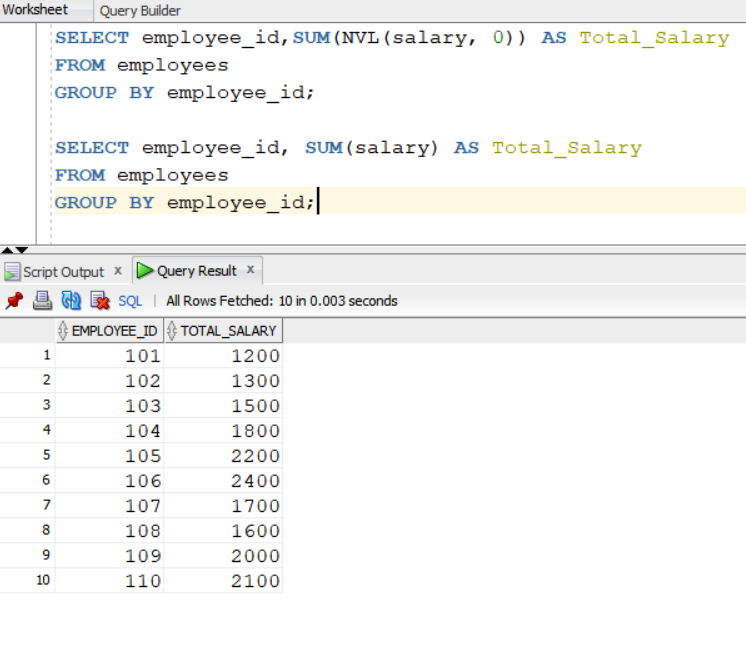 Worksheet Query Builder
SELECT employee_id,SUM(NVL(salary, 0)) AS Total_Salary
FROM employees
GROUP BY employee_id;
SELECT employee_id, SUM(salary) AS Total_Salary
FROM employees
GROUP BY employee_id;
Script Output x Query Result x
SQL | All Rows Fetched: 10 in 0.003 seconds
EMPLOYEE_ID TOTAL_SALARY
1 101 1200
2 102 1300
3 103 1500
4 104 1800
5 105 2200
6 106 2400
7 107 1700
8 108 1600
9 109 2000
10 110 2100